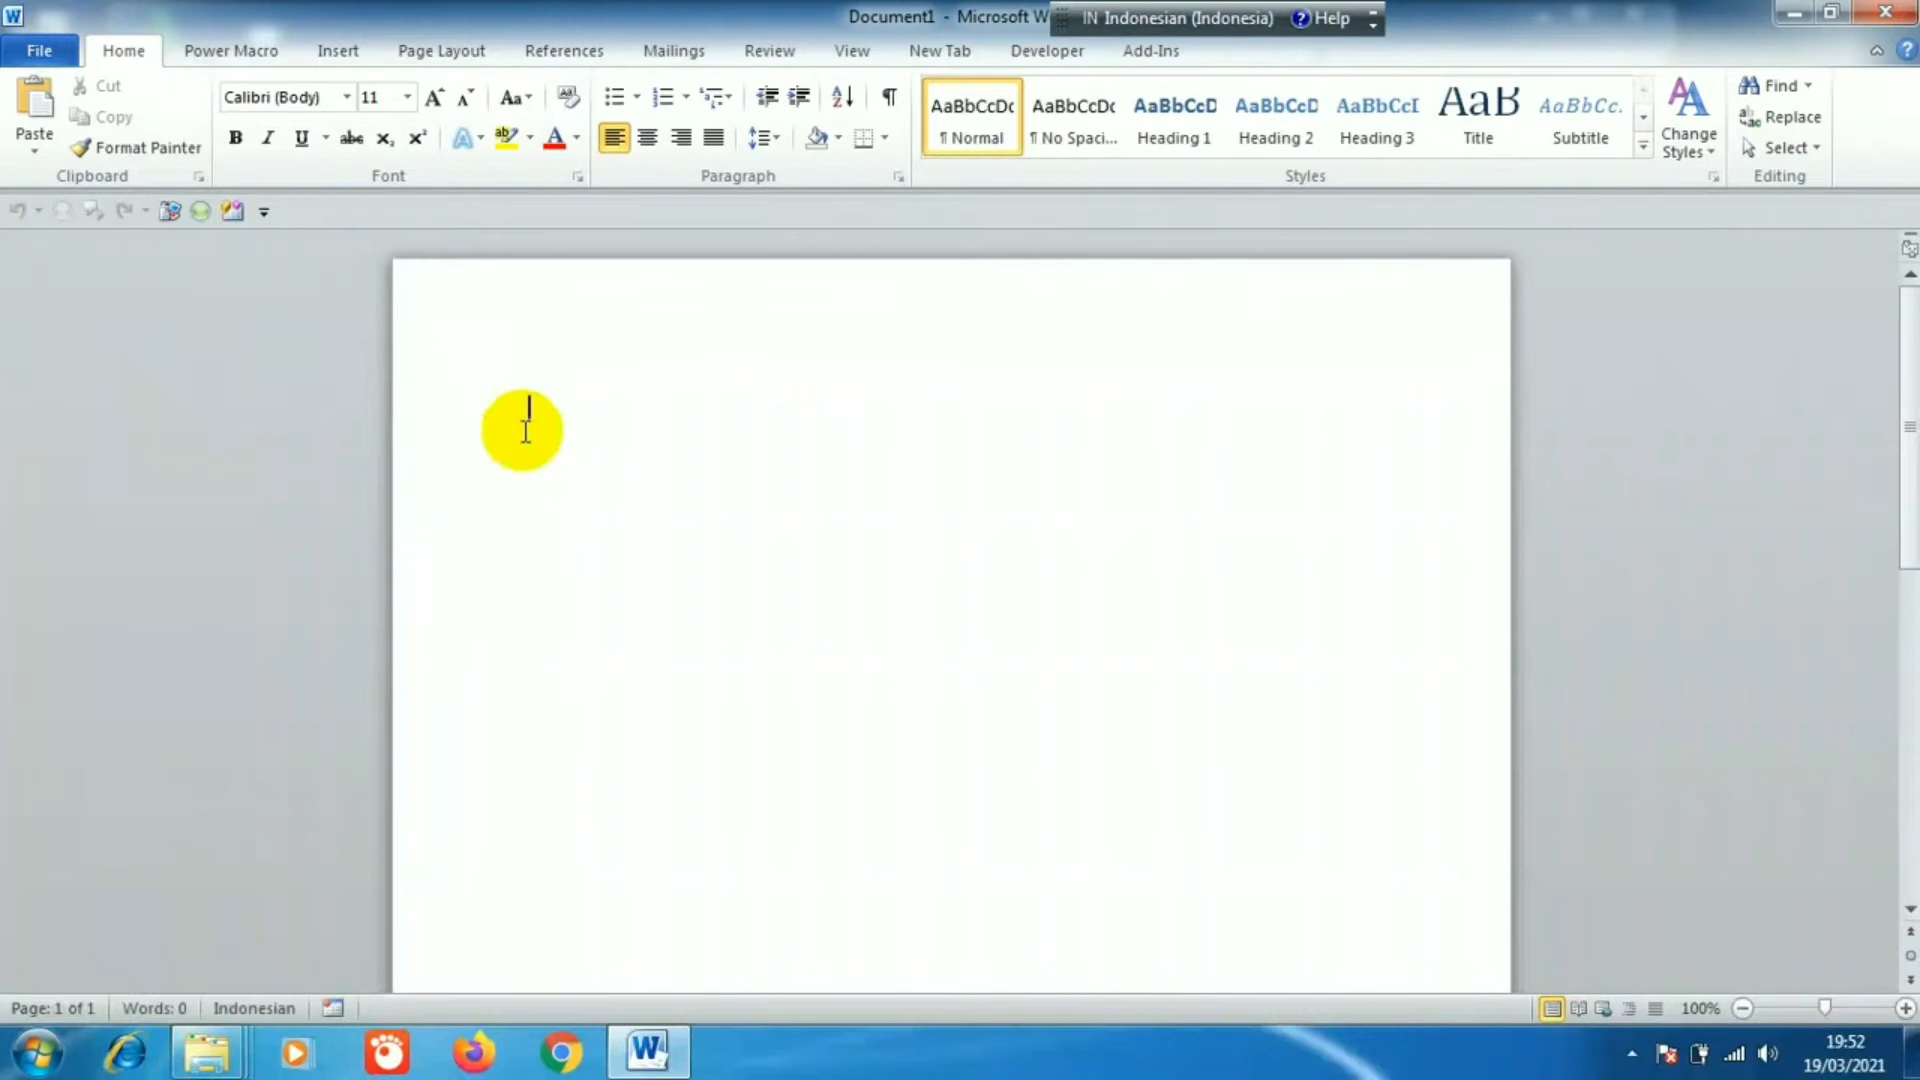 Document1 - Microsoft W
IN Indonesian (Indonesia) Help
File Home Power Macro Insert Page Layout References Mailings Review View New Tab Developer Add-Ins
Paste
Cut
Copy
Format Painter
Clipboard
Calibri (Body) 11
Font
Paragraph
AaBbCcDc AaBbCcDc AaBbCcD AaBbCcD AaBbCcI AaB AaBbCc.
¶ Normal ¶ No Spaci... Heading 1 Heading 2 Heading 3 Title Subtitle
Change
Styles
Styles
Find
Replace
Select
Editing
Page: 1 of 1 Words: 0 Indonesian 100%
19:52
19/03/2021